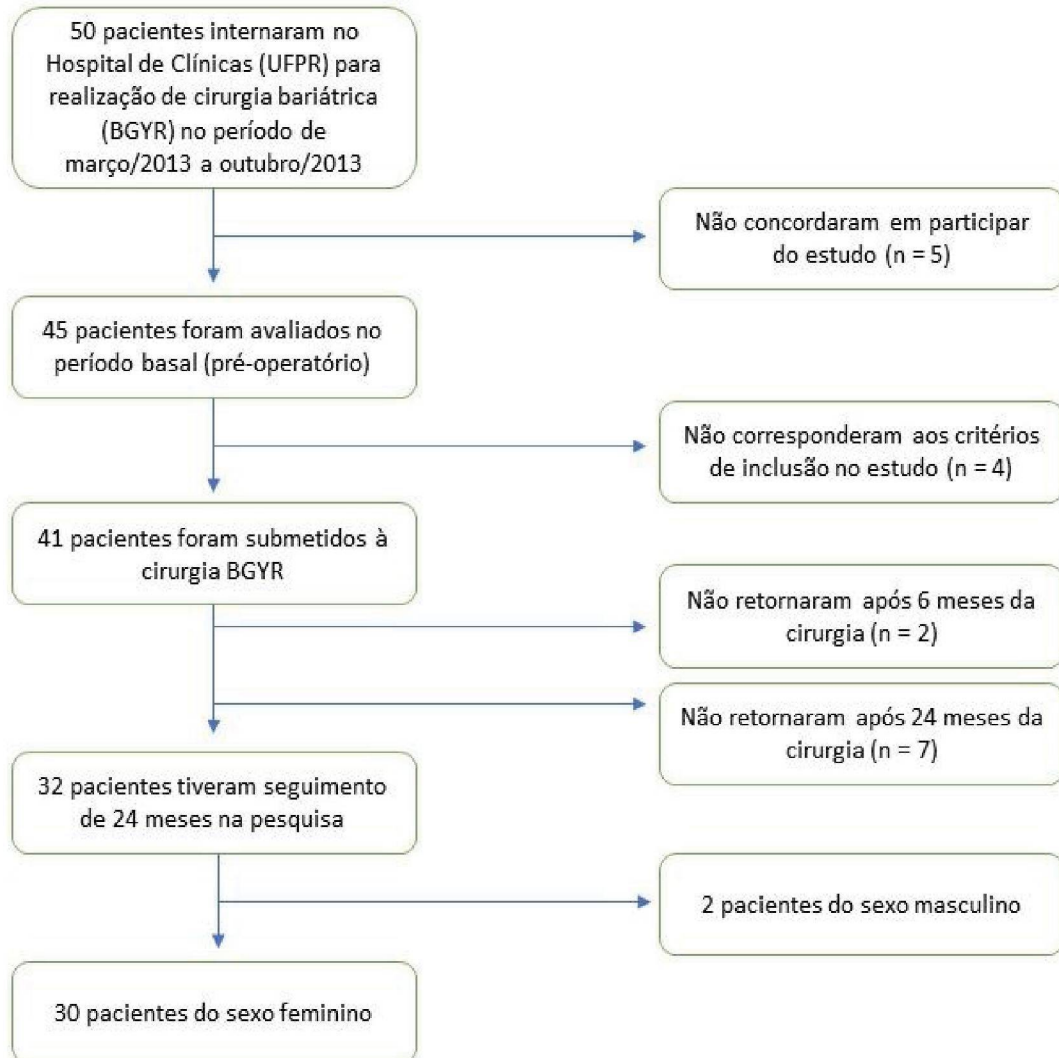 50 pacientes internaram no
Hospital de Clínicas (UFPR) para
realização de cirurgia bariátrica
(BGYR) no período de
março/2013 a outubro/2013
Não concordaram em participar
do estudo (n = 5)
45 pacientes foram avaliados no
período basal (pré-operatório)
Não corresponderam aos critérios
de inclusão no estudo (n = 4)
41 pacientes foram submetidos à
cirurgia BGYR
Não retornaram após 6 meses da
cirurgia (n = 2)
Não retornaram após 24 meses da
cirurgia (n = 7)
32 pacientes tiveram seguimento
de 24 meses na pesquisa
2 pacientes do sexo masculino
30 pacientes do sexo feminino